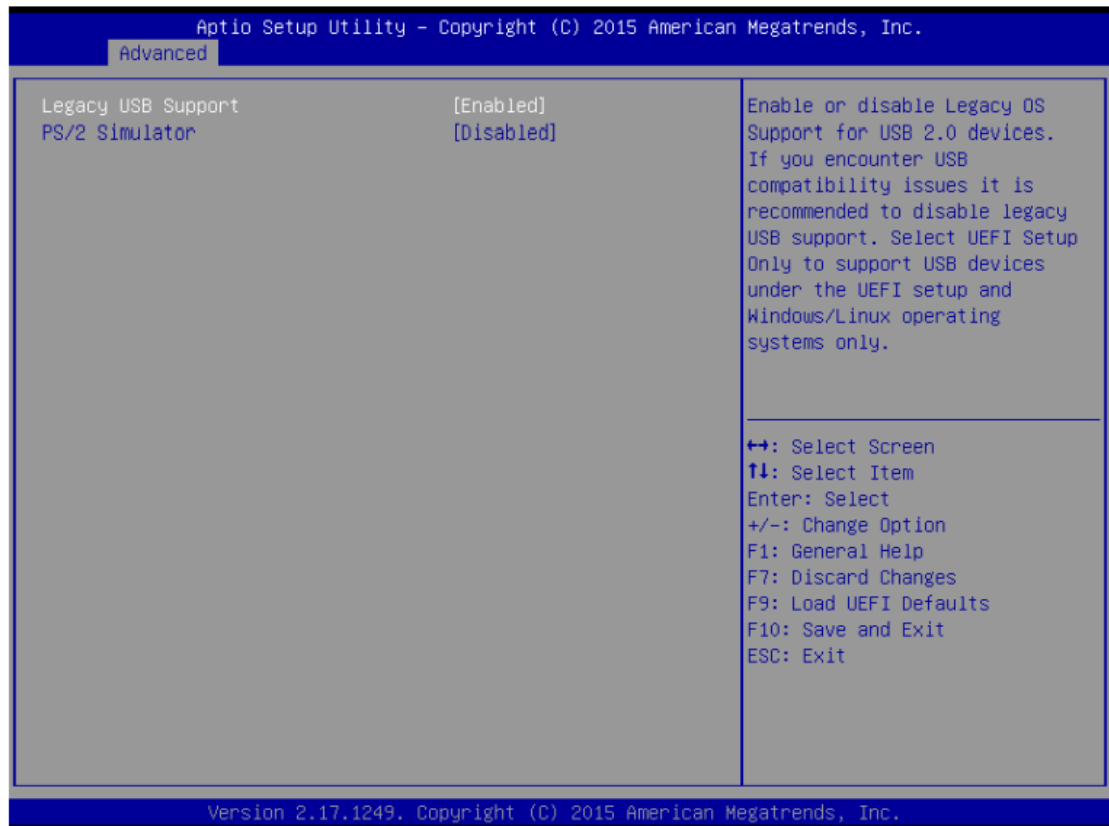 Aptio Setup Utility – Copyright (C) 2015 American Megatrends, Inc.
Advanced
Legacy USB Support [Enabled]
PS/2 Simulator [Disabled]
Enable or disable Legacy OS
Support for USB 2.0 devices.
If you encounter USB
compatibility issues it is
recommended to disable legacy
USB support. Select UEFI Setup
Only to support USB devices
under the UEFI setup and
Windows/Linux operating
systems only.
↔: Select Screen
↑↓: Select Item
Enter: Select
+/-: Change Option
F1: General Help
F7: Discard Changes
F9: Load UEFI Defaults
F10: Save and Exit
ESC: Exit
Version 2.17.1249. Copyright (C) 2015 American Megatrends, Inc.